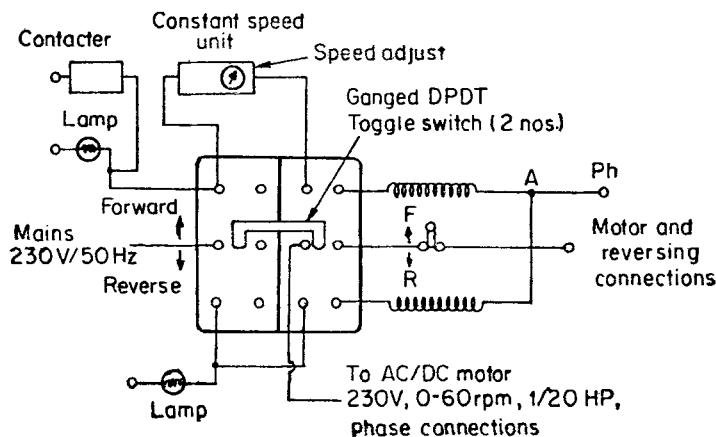 Constant speed
unit
Contacter
Speed adjust
Ganged DPDT
Toggle switch (2 nos.)
Lamp
A
Ph
Forward
F
Mains
230V/50Hz
Motor and
reversing
connections
Reverse
R
To AC/DC motor
230V, 0-60rpm, 1/20 HP,
phase connections
Lamp